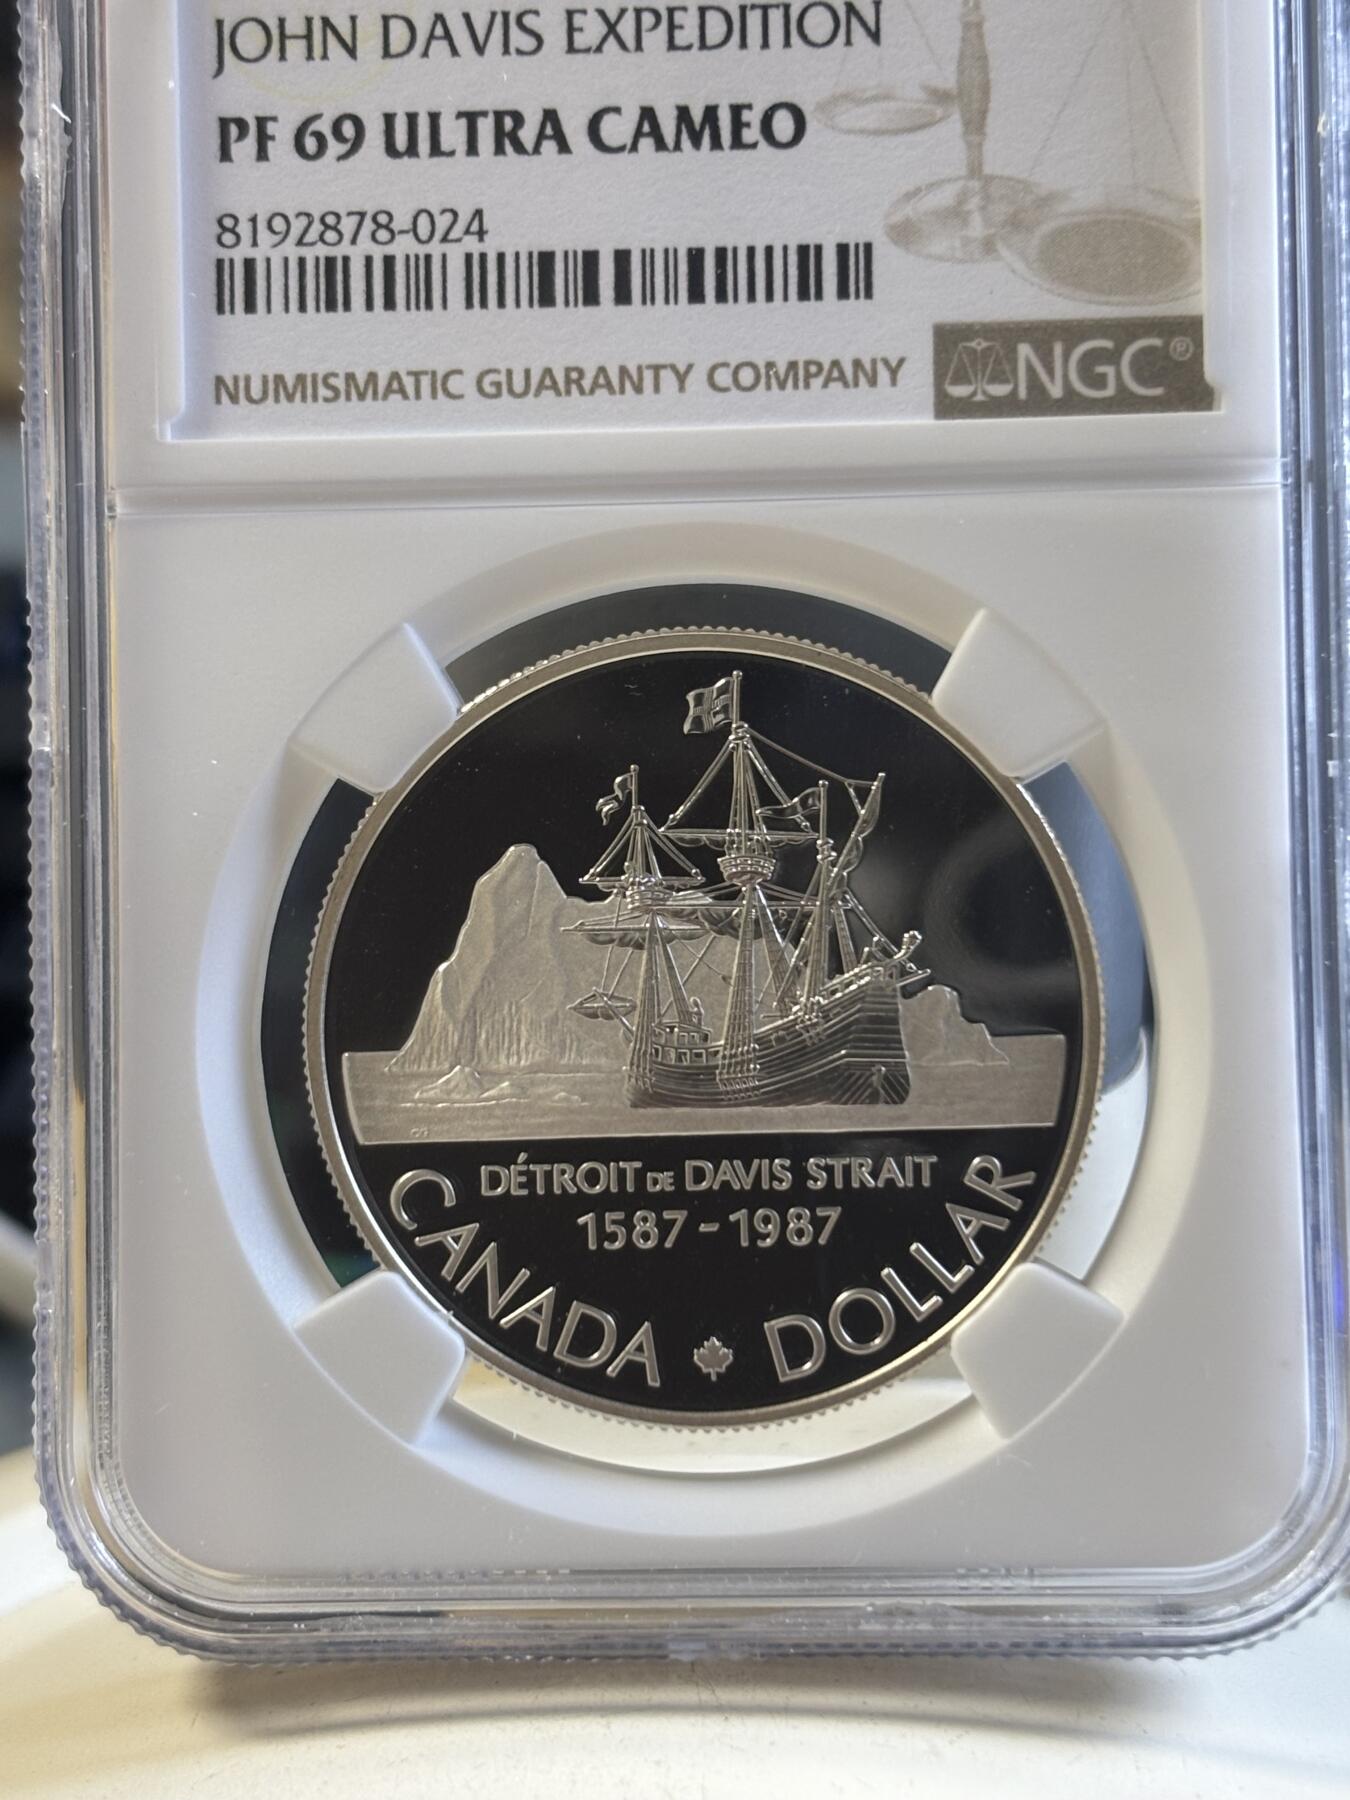 JOHN DAVIS EXPEDITION
PF 69 ULTRA CAMEO
8192878-024
NUMISMATIC GUARANTY COMPANY
NGC®
DÉTROIT DE DAVIS STRAIT
1587-1987
CANADA DOLLAR